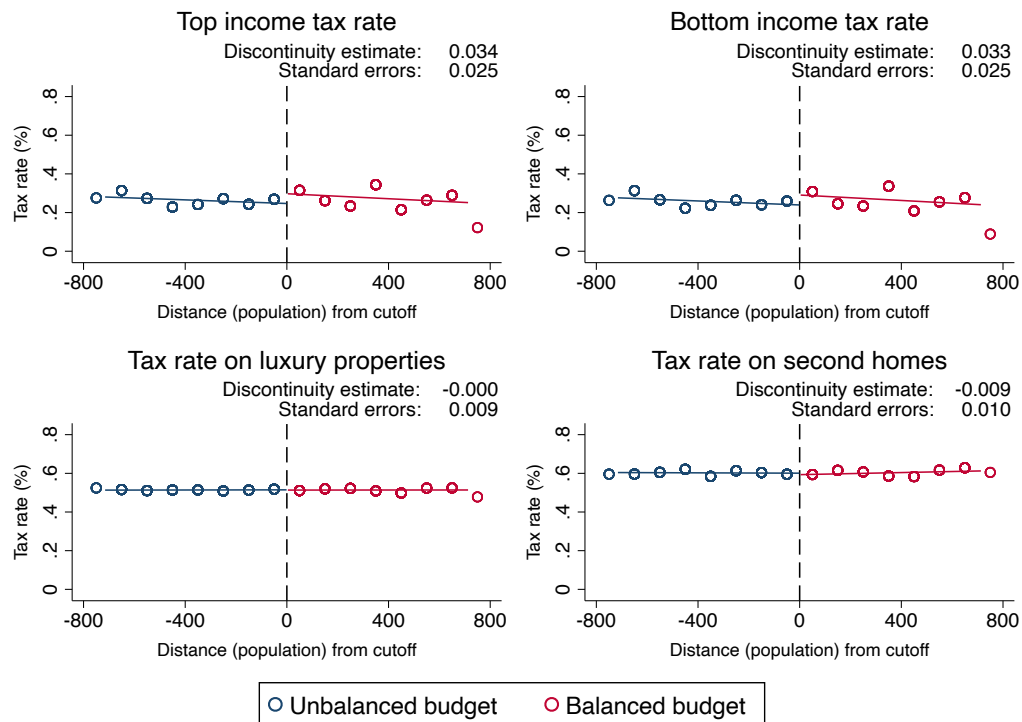 Top income tax rate
Discontinuity estimate: 0.034
Standard errors: 0.025
Tax rate (%)
.8
.6
.4
.2
0
-800 -400 0 400 800
Distance (population) from cutoff
Bottom income tax rate
Discontinuity estimate: 0.033
Standard errors: 0.025
Tax rate (%)
.8
.6
.4
.2
0
-800 -400 0 400 800
Distance (population) from cutoff
Tax rate on luxury properties
Discontinuity estimate: -0.000
Standard errors: 0.009
Tax rate (%)
.8
.6
.4
.2
0
-800 -400 0 400 800
Distance (population) from cutoff
Tax rate on second homes
Discontinuity estimate: -0.009
Standard errors: 0.010
Tax rate (%)
.8
.6
.4
.2
0
-800 -400 0 400 800
Distance (population) from cutoff
Unbalanced budget Balanced budget